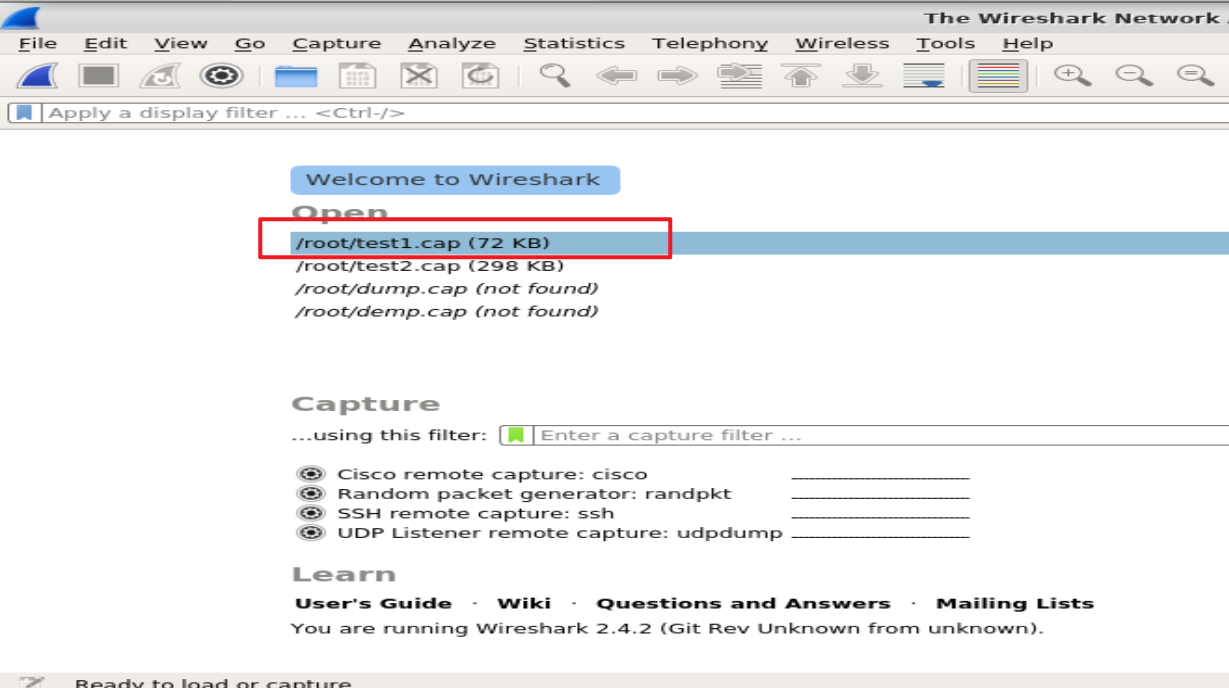 The Wireshark Network
File Edit View Go Capture Analyze Statistics Telephony Wireless Tools Help
Apply a display filter ... <Ctrl-/>
Welcome to Wireshark
Open
/root/test1.cap (72 KB)
/root/test2.cap (298 KB)
/root/dump.cap (not found)
/root/demp.cap (not found)
Capture
...using this filter: Enter a capture filter ...
Cisco remote capture: cisco
Random packet generator: randpkt
SSH remote capture: ssh
UDP Listener remote capture: udpdump
Learn
User's Guide · Wiki · Questions and Answers · Mailing Lists
You are running Wireshark 2.4.2 (Git Rev Unknown from unknown).
Ready to load or capture